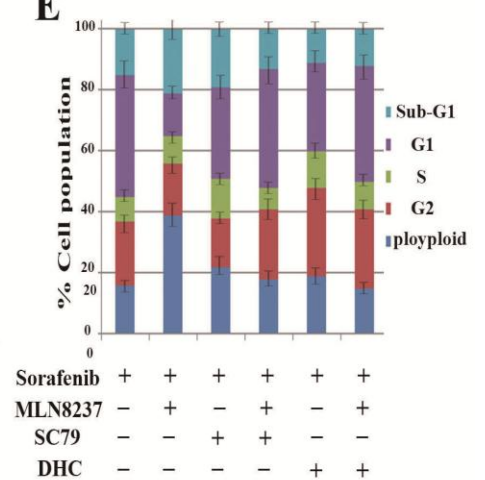 E
% Cell population
100
80
60
40
20
20
0
0
Sub-G1
G1
S
G2
ployploid
Sorafenib + + + + + +
MLN8237 − + − + − +
SC79 − − + + − −
DHC − − − − + +